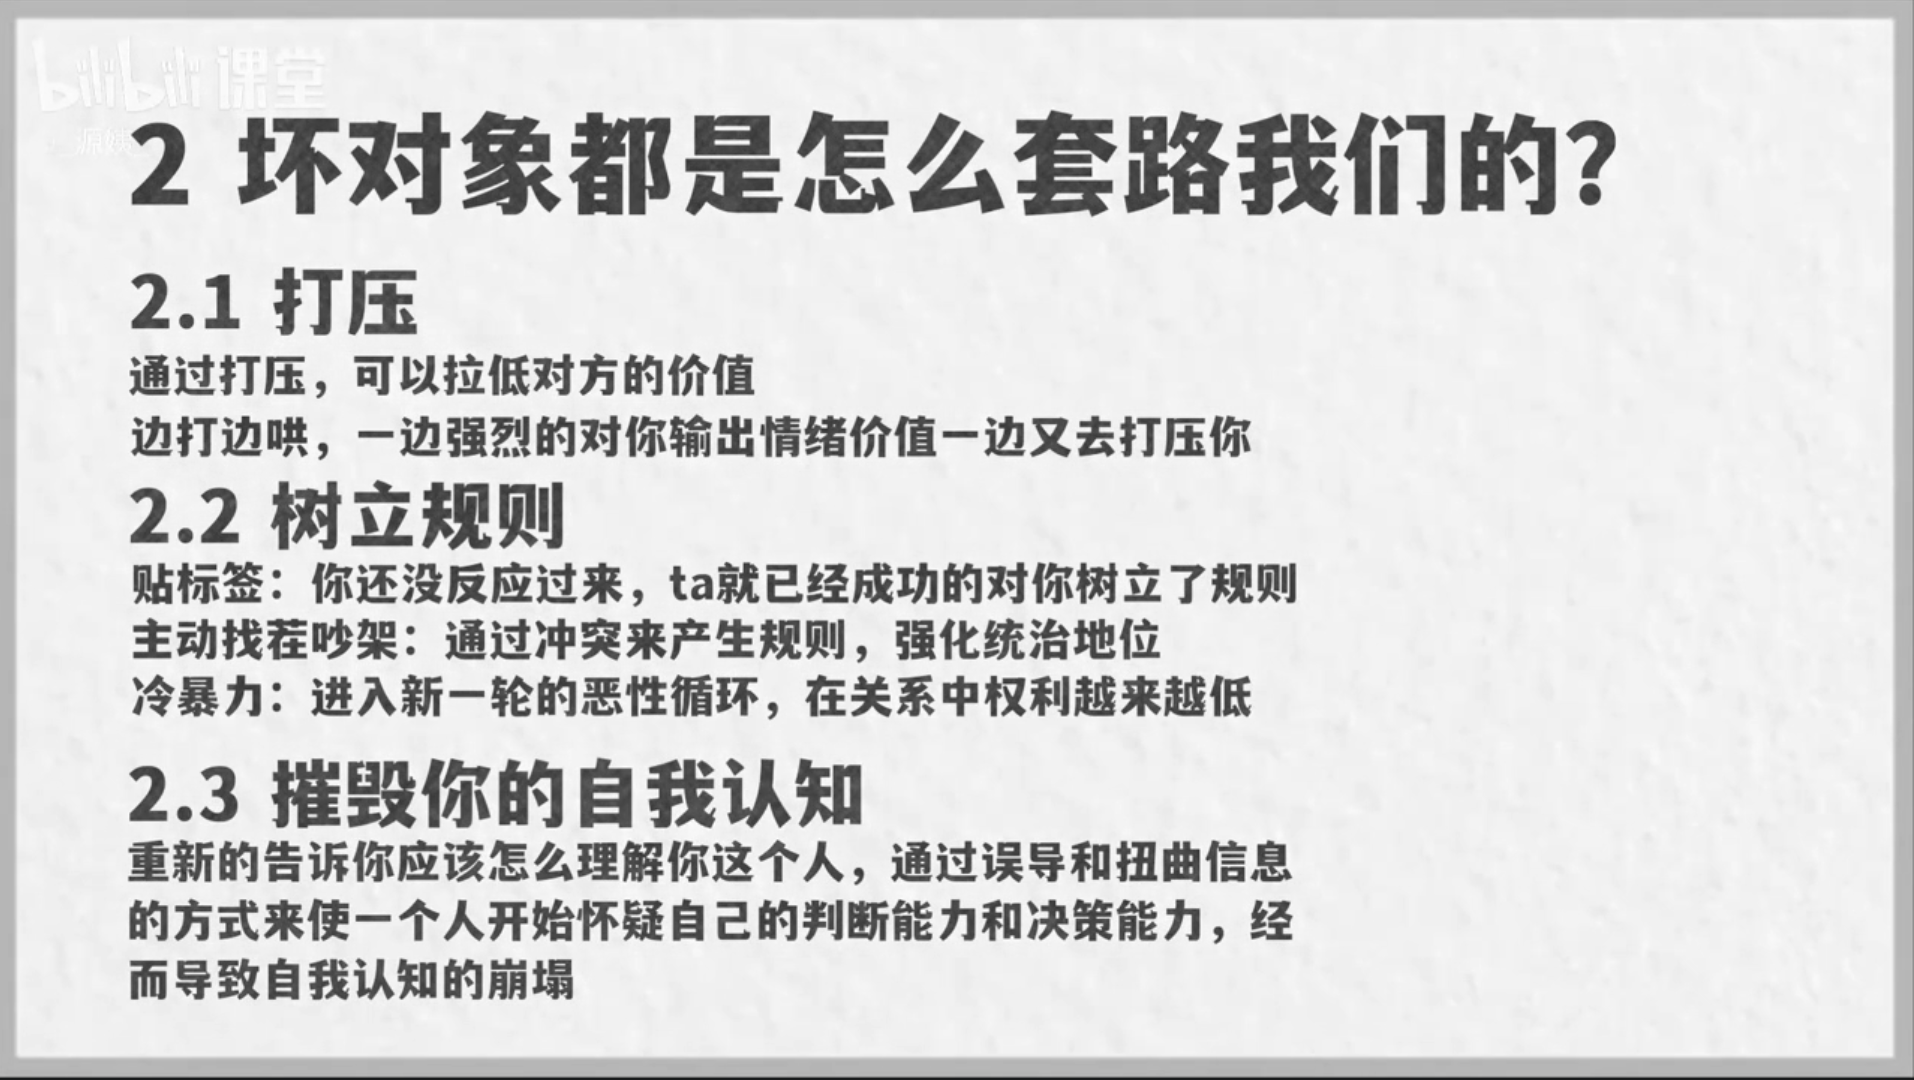 bilibili 课堂
2 坏对象都是怎么套路我们的?
2.1 打压
通过打压，可以拉低对方的价值
边打边哄，一边强烈的对你输出情绪价值一边又去打压你
2.2 树立规则
贴标签：你还没反应过来，ta就已经成功的对你树立了规则
主动找茬吵架：通过冲突来产生规则，强化统治地位
冷暴力：进入新一轮的恶性循环，在关系中权利越来越低
2.3 摧毁你的自我认知
重新的告诉你应该怎么理解你这个人，通过误导和扭曲信息
的方式来使一个人开始怀疑自己的判断能力和决策能力，经
而导致自我认知的崩塌